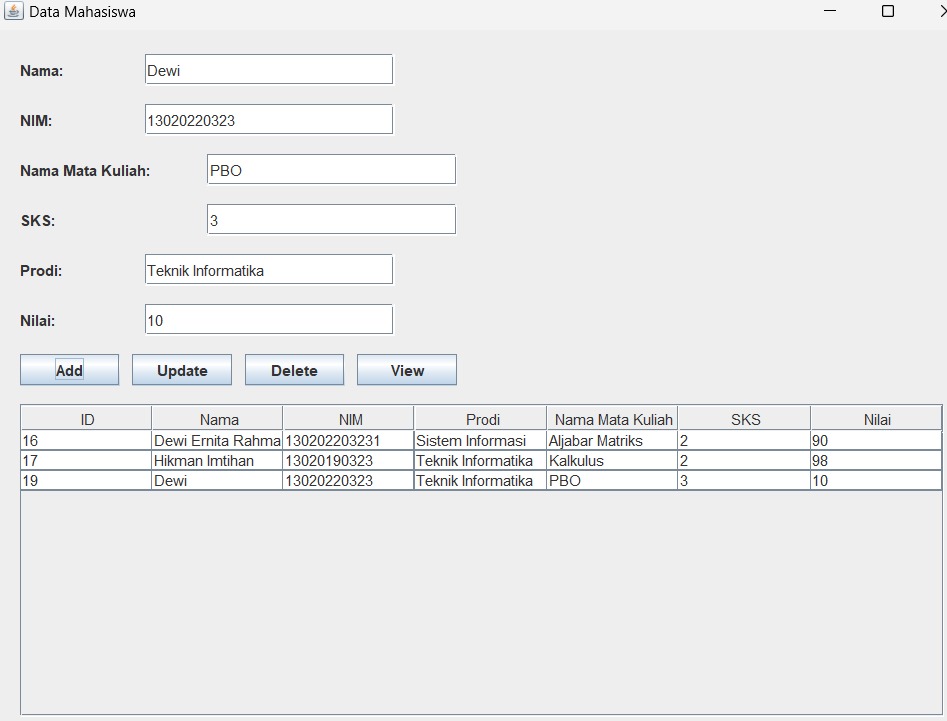 Data Mahasiswa
Nama: Dewi
NIM: 13020220323
Nama Mata Kuliah: PBO
SKS: 3
Prodi: Teknik Informatika
Nilai: 10
Add Update Delete View
ID Nama NIM Prodi Nama Mata Kuliah SKS Nilai
16 Dewi Ernita Rahma 130202203231 Sistem Informasi Aljabar Matriks 2 90
17 Hikman Imtihan 13020190323 Teknik Informatika Kalkulus 2 98
19 Dewi 13020220323 Teknik Informatika PBO 3 10